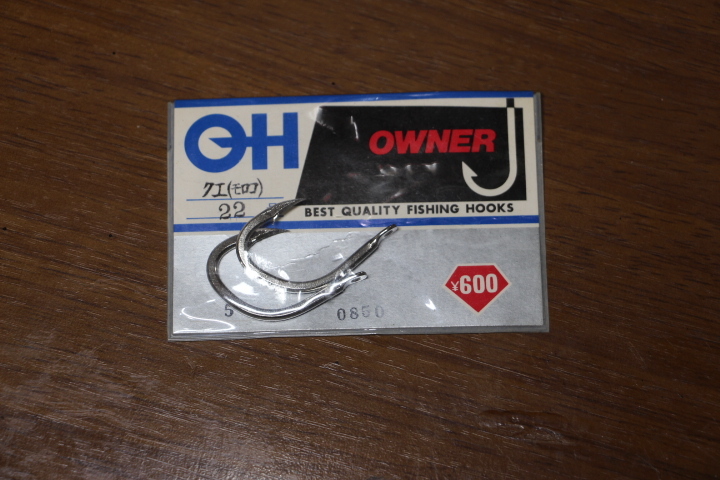 OH
OWNER
クエ(モロコ)
22
BEST QUALITY FISHING HOOKS
¥600
5
0850